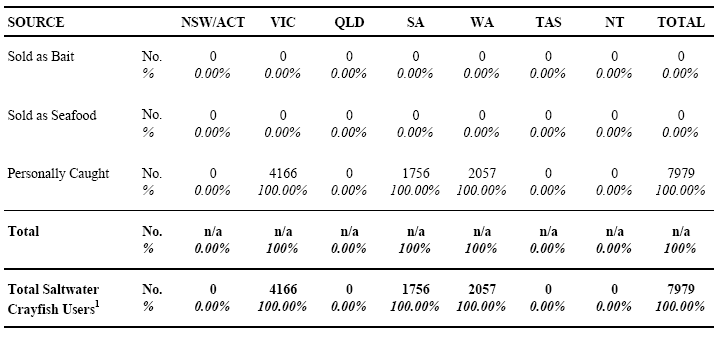 SOURCE NSW/ACT VIC QLD SA WA TAS NT TOTAL
Sold as Bait No. 0 0 0 0 0 0 0 0
% 0.00% 0.00% 0.00% 0.00% 0.00% 0.00% 0.00% 0.00%
Sold as Seafood No. 0 0 0 0 0 0 0 0
% 0.00% 0.00% 0.00% 0.00% 0.00% 0.00% 0.00% 0.00%
Personally Caught No. 0 4166 0 1756 2057 0 0 7979
% 0.00% 100.00% 0.00% 100.00% 100.00% 0.00% 0.00% 100.00%
Total No. n/a n/a n/a n/a n/a n/a n/a n/a
% 0.00% 100% 0.00% 100% 100% 0.00% 0.00% 100%
Total Saltwater No. 0 4166 0 1756 2057 0 0 7979
Crayfish Users1 % 0.00% 100.00% 0.00% 100.00% 100.00% 0.00% 0.00% 100.00%